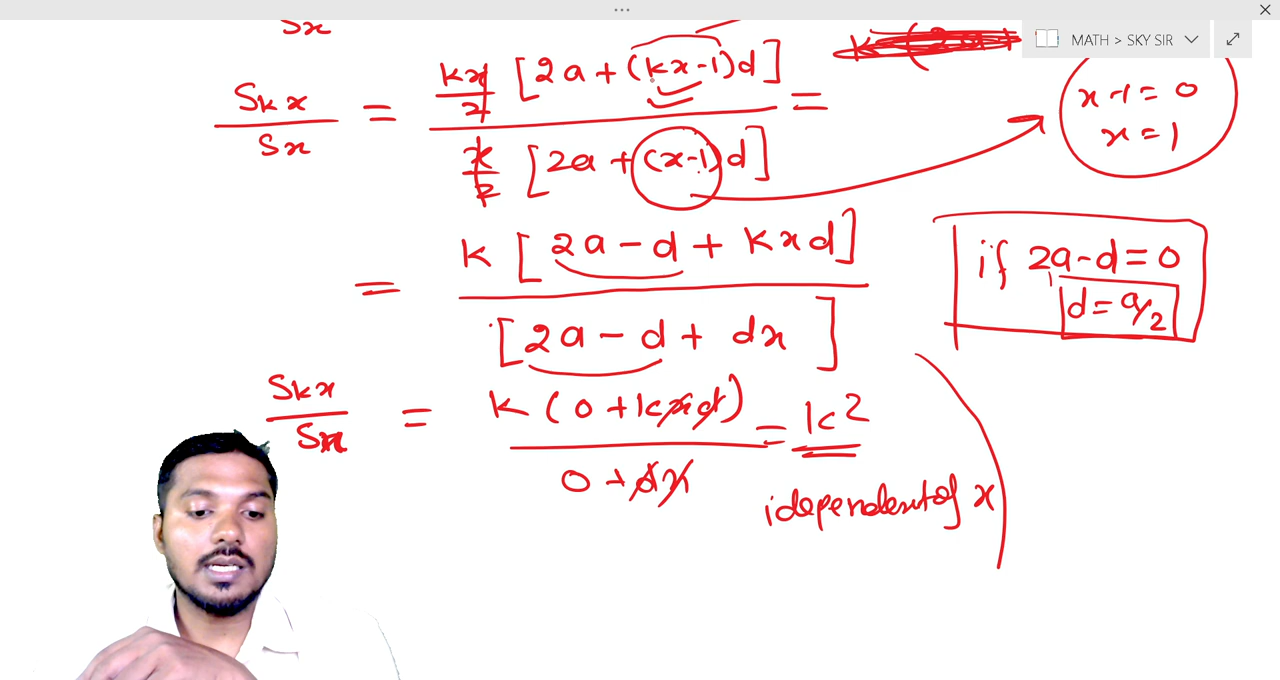 Sx
MATH > SKY SIR
Skx / Sx = kx/2 [2a + (kx-1)d] / x/2 [2a + (x-1)d] =
x-1 = 0
x = 1
= k [2a - d + kxd] / [2a - d + dx]
if 2a-d = 0
d = a/2
Skx / Sx = k (0 + kxd) / 0 + dx = k²
idependent of x